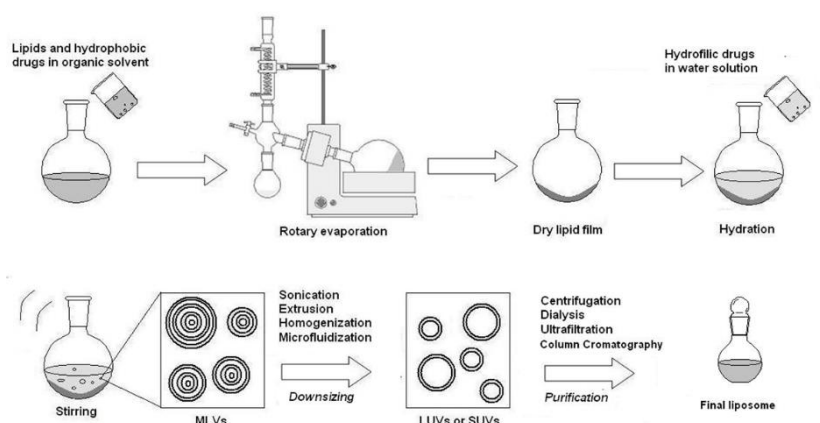 Lipids and hydrophobic
drugs in organic solvent
Hydrofilic drugs
in water solution
Rotary evaporation
Dry lipid film
Hydration
Sonication
Extrusion
Homogenization
Microfluidization
Centrifugation
Dialysis
Ultrafiltration
Column Cromatography
Downsizing
Purification
Stirring
MLVs
LUVs or SUVs
Final liposome